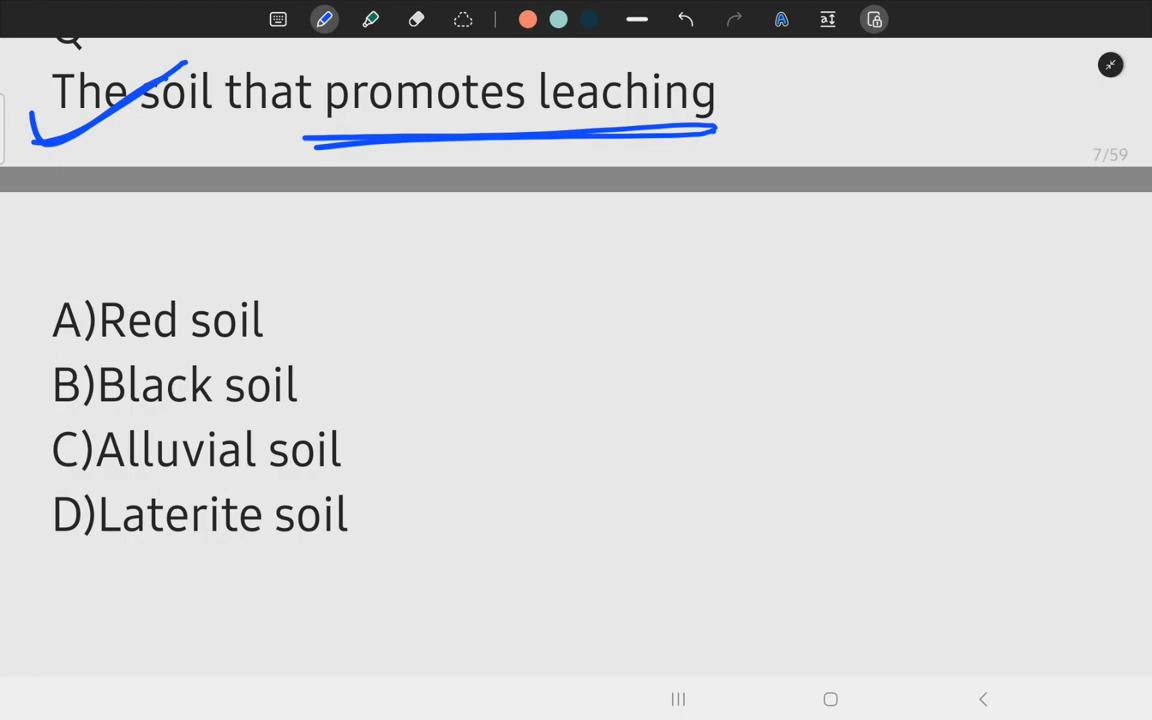 The soil that promotes leaching
7/59
A)Red soil
B)Black soil
C)Alluvial soil
D)Laterite soil